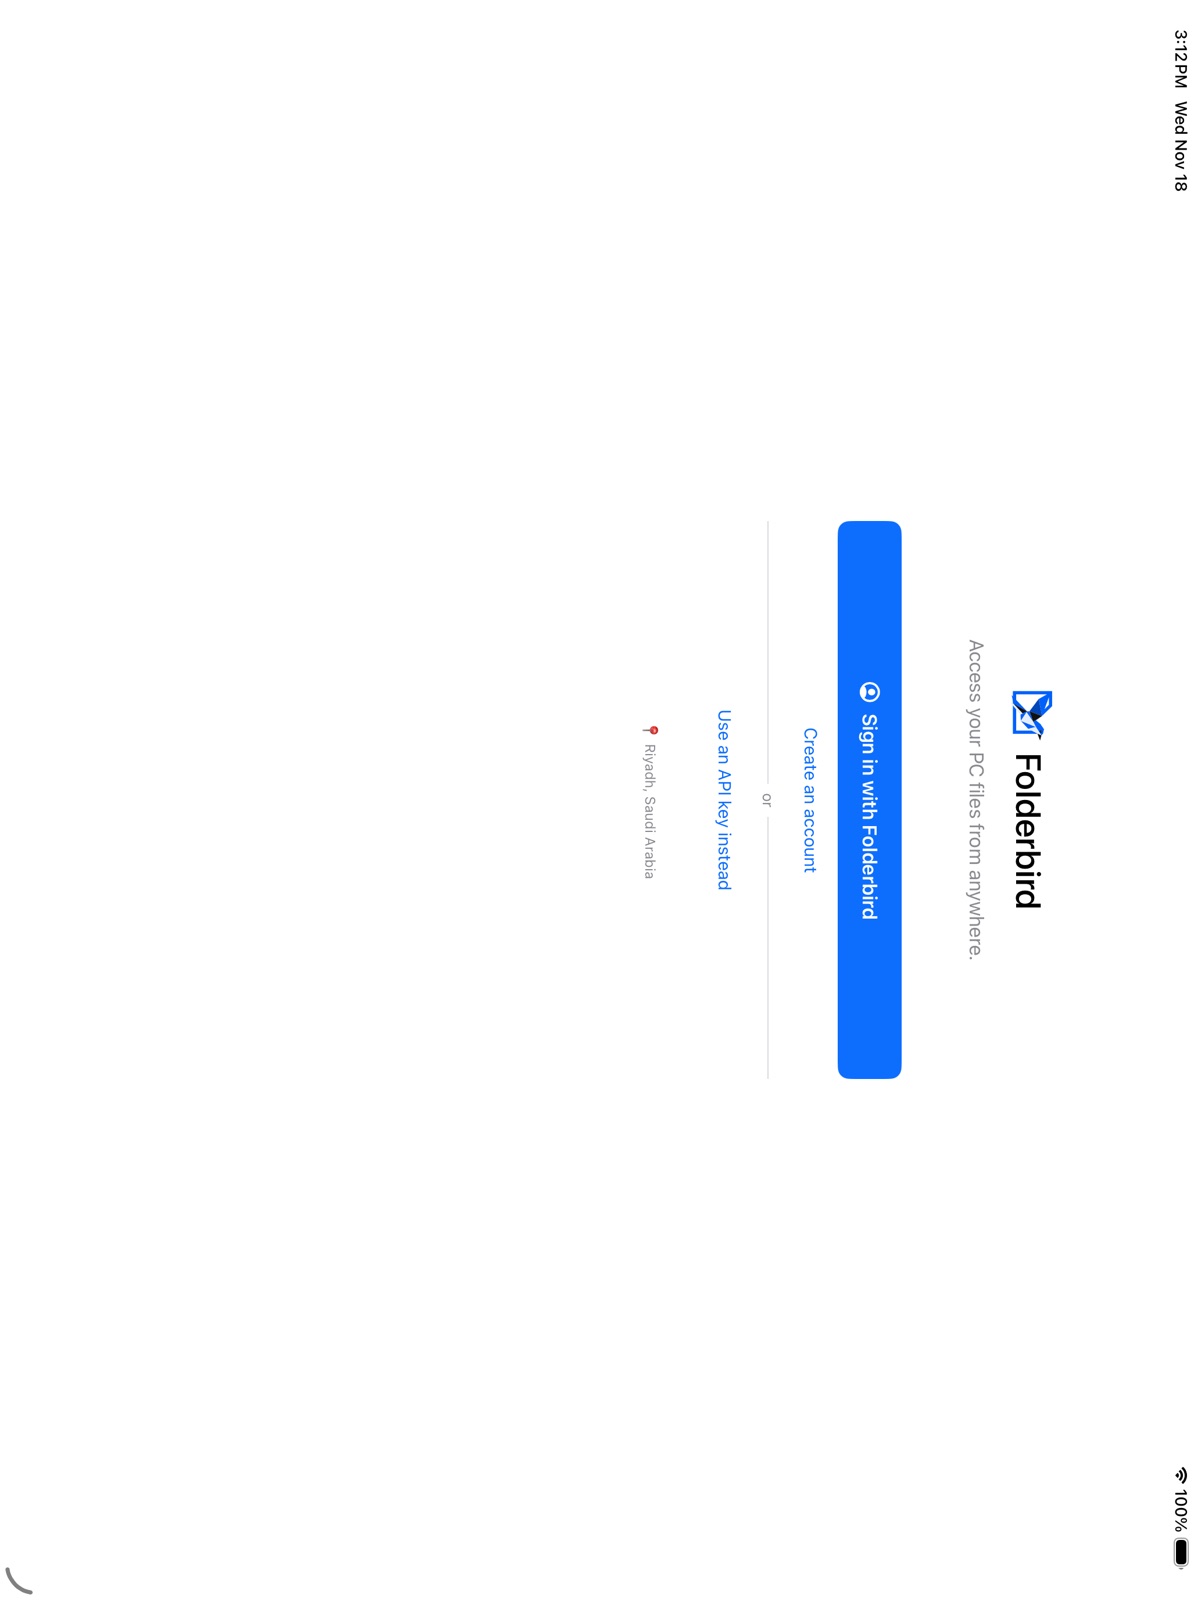 3:12 PM Wed Nov 18
100%
Folderbird
Access your PC files from anywhere.
Sign in with Folderbird
Create an account
or
Use an API key instead
Riyadh, Saudi Arabia